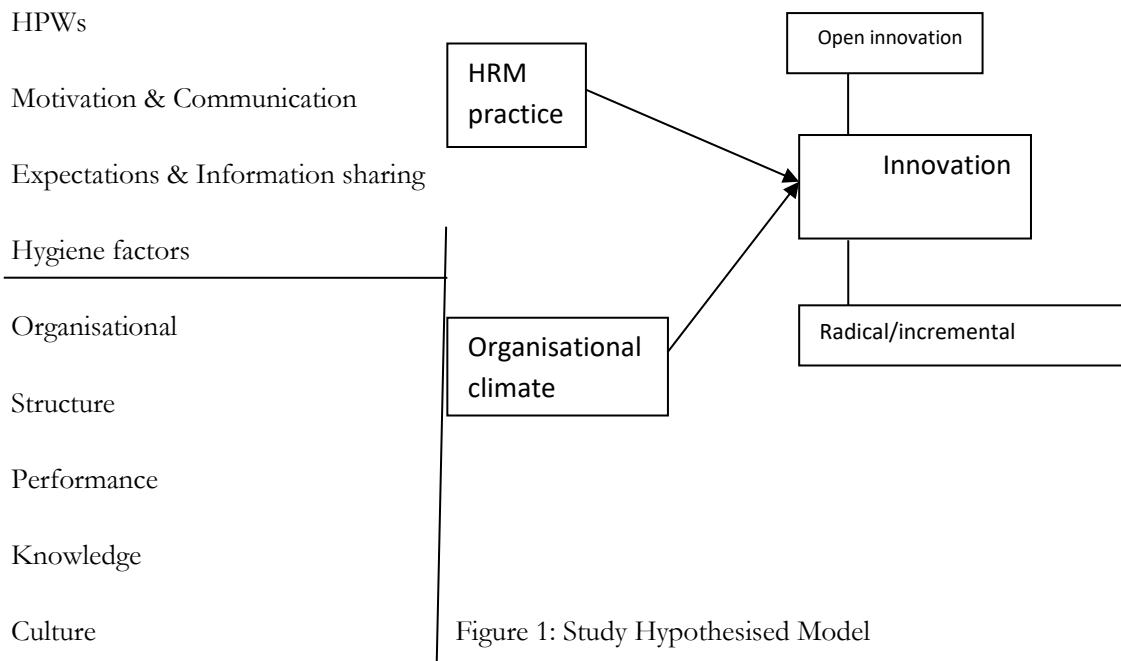 HPWs
Motivation & Communication
Expectations & Information sharing
Hygiene factors
Organisational
Structure
Performance
Knowledge
Culture
HRM
practice
Organisational
climate
Open innovation
Innovation
Radical/incremental
Figure 1: Study Hypothesised Model